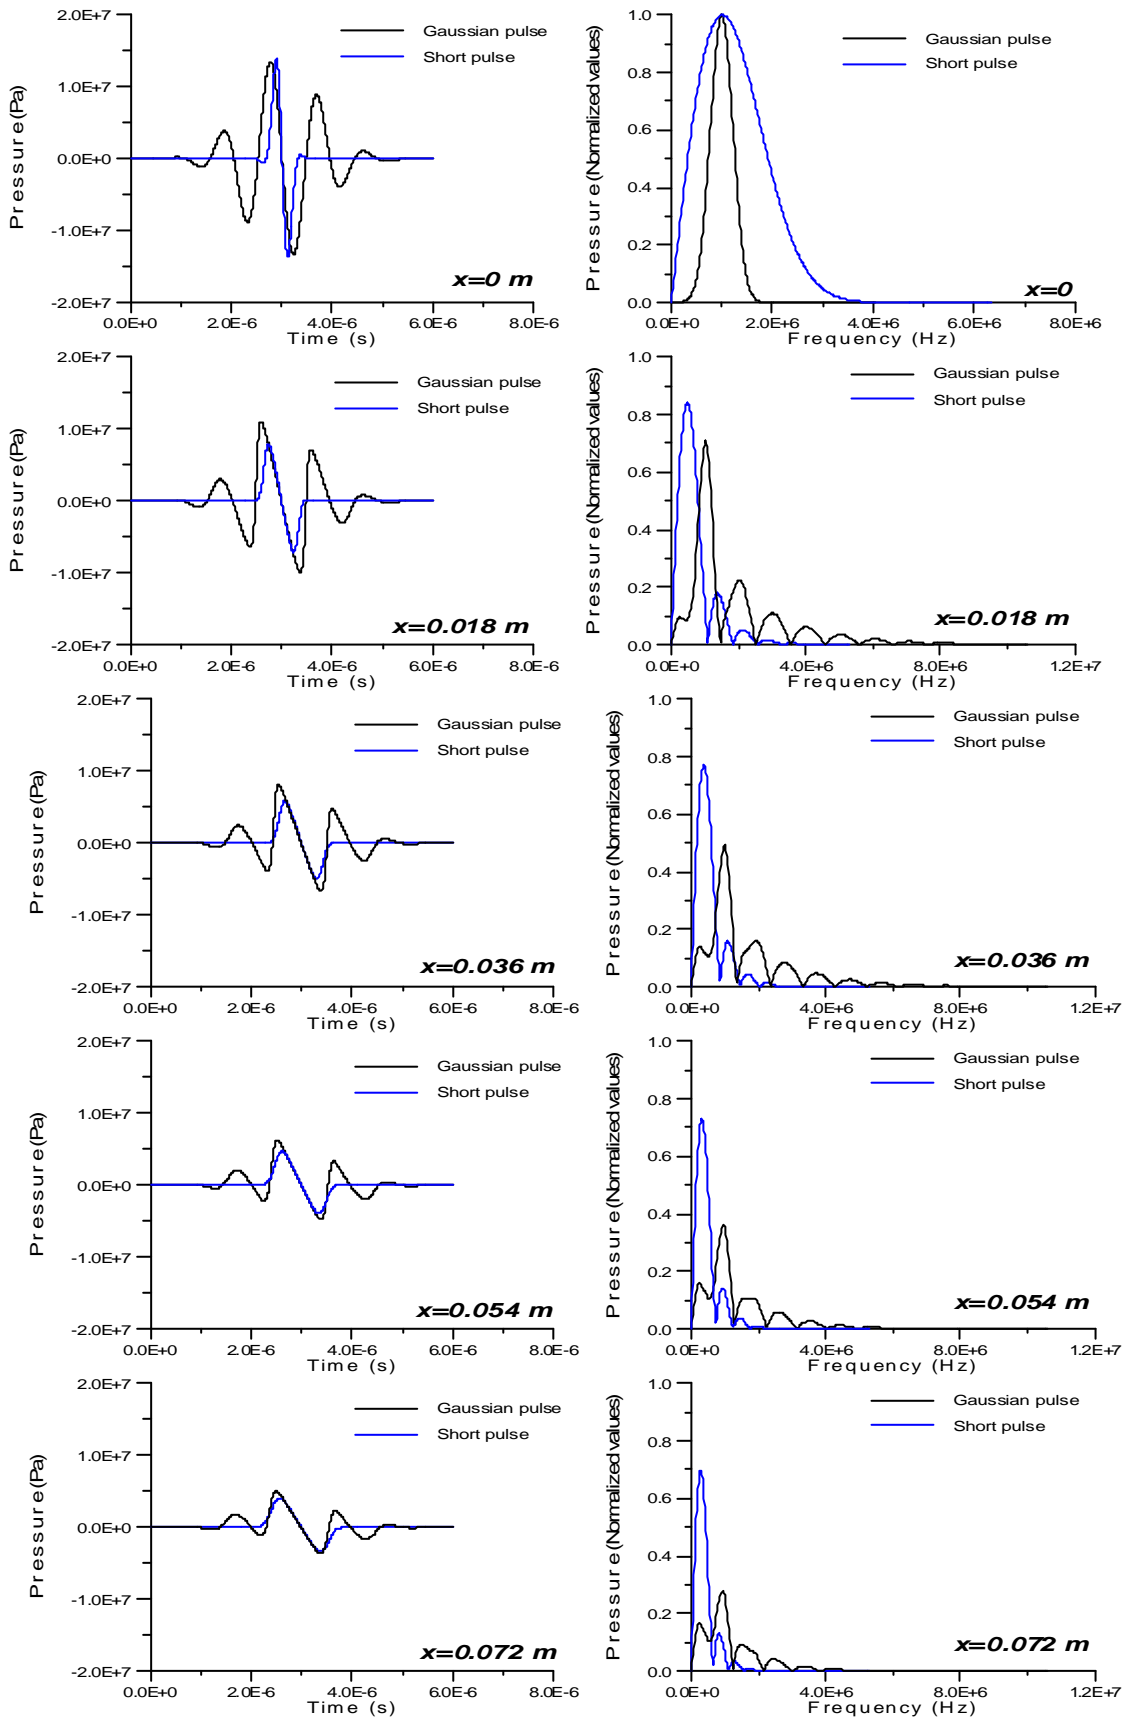 2.0E+7
1.0E+7
0.0E+0
-1.0E+7
-2.0E+7
Pressure (Pa)
Gaussian pulse
Short pulse
x=0 m
0.0E+0 2.0E-6 4.0E-6 6.0E-6 8.0E-6
Time (s)
1.0
0.8
0.6
0.4
0.2
0.0
Pressure (Normalized values)
Gaussian pulse
Short pulse
x=0
0.0E+0 2.0E+6 4.0E+6 6.0E+6 8.0E+6
Frequency (Hz)
2.0E+7
1.0E+7
0.0E+0
-1.0E+7
-2.0E+7
Pressure (Pa)
Gaussian pulse
Short pulse
x=0.018 m
0.0E+0 2.0E-6 4.0E-6 6.0E-6 8.0E-6
Time (s)
1.0
0.8
0.6
0.4
0.2
0.0
Pressure (Normalized values)
Gaussian pulse
Short pulse
x=0.018 m
0.0E+0 4.0E+6 8.0E+6 1.2E+7
Frequency (Hz)
2.0E+7
1.0E+7
0.0E+0
-1.0E+7
-2.0E+7
Pressure (Pa)
Gaussian pulse
Short pulse
x=0.036 m
0.0E+0 2.0E-6 4.0E-6 6.0E-6 8.0E-6
Time (s)
1.0
0.8
0.6
0.4
0.2
0.0
Pressure (Normalized values)
Gaussian pulse
Short pulse
x=0.036 m
0.0E+0 4.0E+6 8.0E+6 1.2E+7
Frequency (Hz)
2.0E+7
1.0E+7
0.0E+0
-1.0E+7
-2.0E+7
Pressure (Pa)
Gaussian pulse
Short pulse
x=0.054 m
0.0E+0 2.0E-6 4.0E-6 6.0E-6 8.0E-6
Time (s)
1.0
0.8
0.6
0.4
0.2
0.0
Pressure (Normalized values)
Gaussian pulse
Short pulse
x=0.054 m
0.0E+0 4.0E+6 8.0E+6 1.2E+7
Frequency (Hz)
2.0E+7
1.0E+7
0.0E+0
-1.0E+7
-2.0E+7
Pressure (Pa)
Gaussian pulse
Short pulse
x=0.072 m
0.0E+0 2.0E-6 4.0E-6 6.0E-6 8.0E-6
Time (s)
1.0
0.8
0.6
0.4
0.2
0.0
Pressure (Normalized values)
Gaussian pulse
Short pulse
x=0.072 m
0.0E+0 4.0E+6 8.0E+6 1.2E+7
Frequency (Hz)